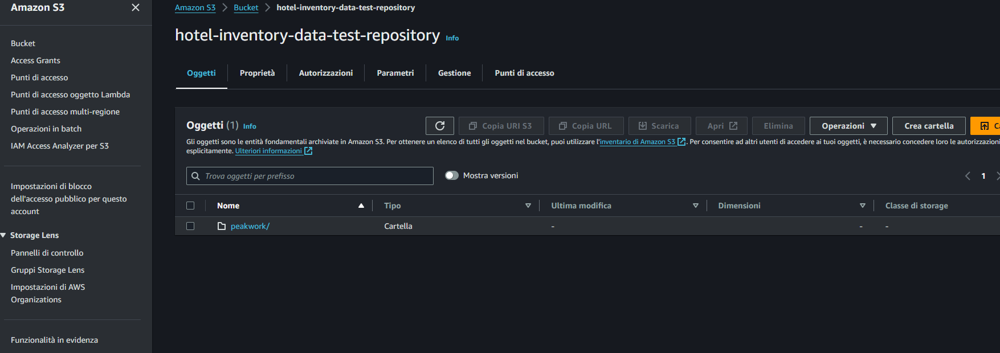 Amazon S3
Bucket
Access Grants
Punti di accesso
Punti di accesso oggetto Lambda
Punti di accesso multi-regione
Operazioni in batch
IAM Access Analyzer per S3
Impostazioni di blocco
dell'accesso pubblico per questo
account
Storage Lens
Pannelli di controllo
Gruppi Storage Lens
Impostazioni di AWS
Organizations
Funzionalità in evidenza
Amazon S3 > Bucket > hotel-inventory-data-test-repository
hotel-inventory-data-test-repository Info
Oggetti Proprietà Autorizzazioni Parametri Gestione Punti di accesso
Oggetti (1) Info Copia URI S3 Copia URL Scarica Apri Elimina Operazioni Crea cartella
Gli oggetti sono le entità fondamentali archiviate in Amazon S3. Per ottenere un elenco di tutti gli oggetti nel bucket, puoi utilizzare l'inventario di Amazon S3. Per consentire ad altri utenti di accedere ai tuoi oggetti, è necessario concedere loro le autorizzazioni
esplicitamente. Ulteriori informazioni
Trova oggetti per prefisso Mostra versioni 1
Nome Tipo Ultima modifica Dimensioni Classe di storage
peakwork/ Cartella - - -